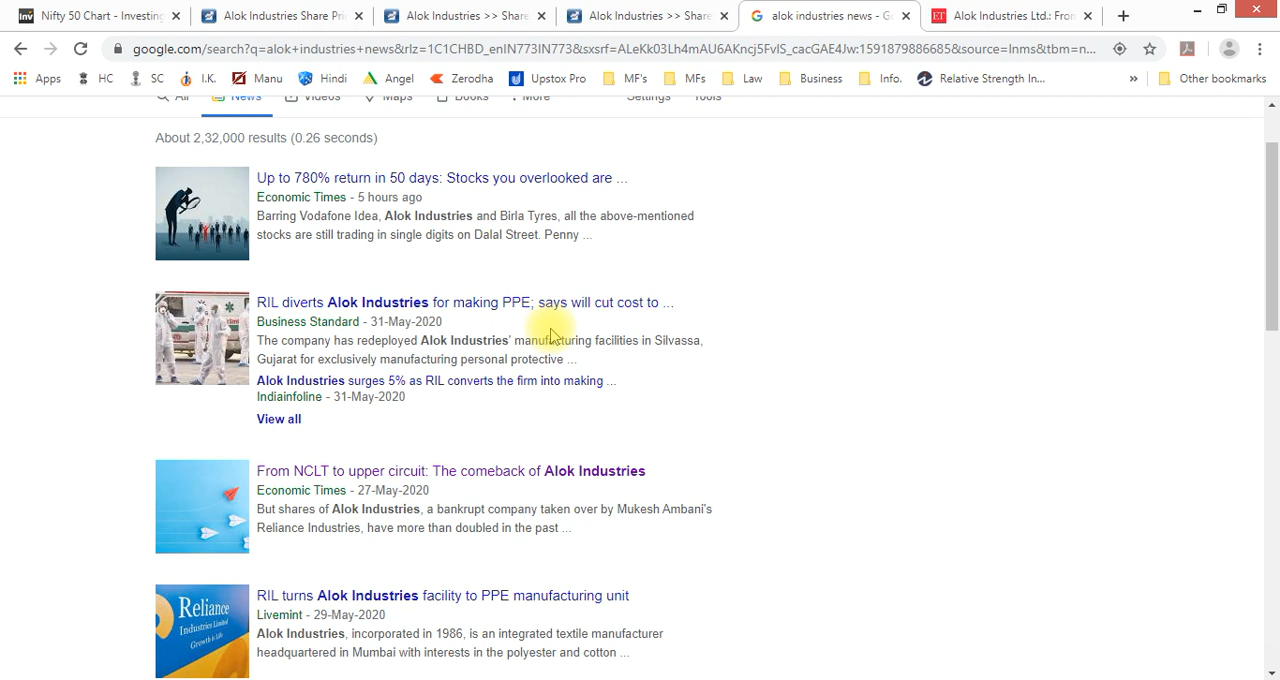 Nifty 50 Chart - Investing
Alok Industries Share Pri
Alok Industries >> Share
Alok Industries >> Share
alok industries news - G
ET Alok Industries Ltd.: From
google.com/search?q=alok+industries+news&rlz=1C1CHBD_enIN773IN773&sxsrf=ALeKk03Lh4mAU6AKncj5FvlS_cacGAE4Jw:1591879886685&source=lnms&tbm=n...
Apps HC SC I.K. Manu Hindi Angel Zerodha Upstox Pro MF's MFs Law Business Info. Relative Strength In... » Other bookmarks
All News Videos Maps Books More Settings Tools
About 2,32,000 results (0.26 seconds)
Up to 780% return in 50 days: Stocks you overlooked are ...
Economic Times - 5 hours ago
Barring Vodafone Idea, Alok Industries and Birla Tyres, all the above-mentioned
stocks are still trading in single digits on Dalal Street. Penny ...
RIL diverts Alok Industries for making PPE; says will cut cost to ...
Business Standard - 31-May-2020
The company has redeployed Alok Industries' manufacturing facilities in Silvassa,
Gujarat for exclusively manufacturing personal protective ...
Alok Industries surges 5% as RIL converts the firm into making ...
Indiainfoline - 31-May-2020
View all
From NCLT to upper circuit: The comeback of Alok Industries
Economic Times - 27-May-2020
But shares of Alok Industries, a bankrupt company taken over by Mukesh Ambani's
Reliance Industries, have more than doubled in the past ...
RIL turns Alok Industries facility to PPE manufacturing unit
Livemint - 29-May-2020
Alok Industries, incorporated in 1986, is an integrated textile manufacturer
headquartered in Mumbai with interests in the polyester and cotton ...
Reliance
Industries Limited
Growth is Life